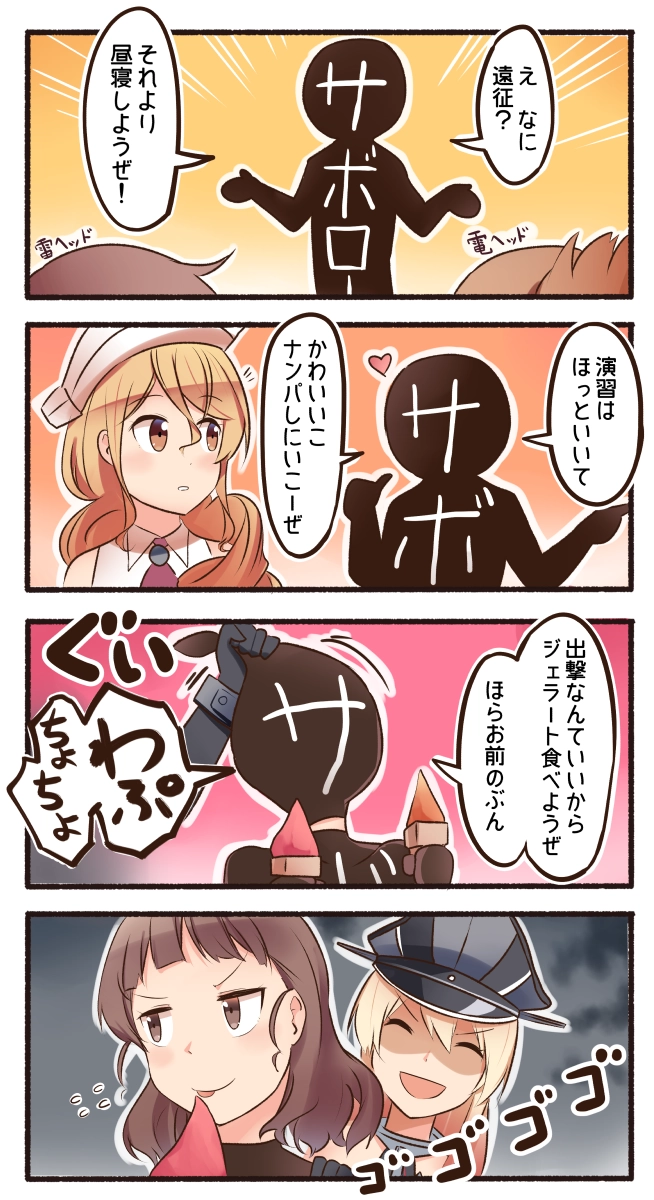 え なに
遠征?
それより
昼寝しようぜ!
サボロー
雷ヘッド
電ヘッド
演習は
ほっといいて
かわいいこ
ナンパしにいこーぜ
サボ
出撃なんていいから
ジェラート食べようぜ
ほらお前のぶん
ぐい
サ
わぷ
ちょ
ちょ
ゴゴゴゴ